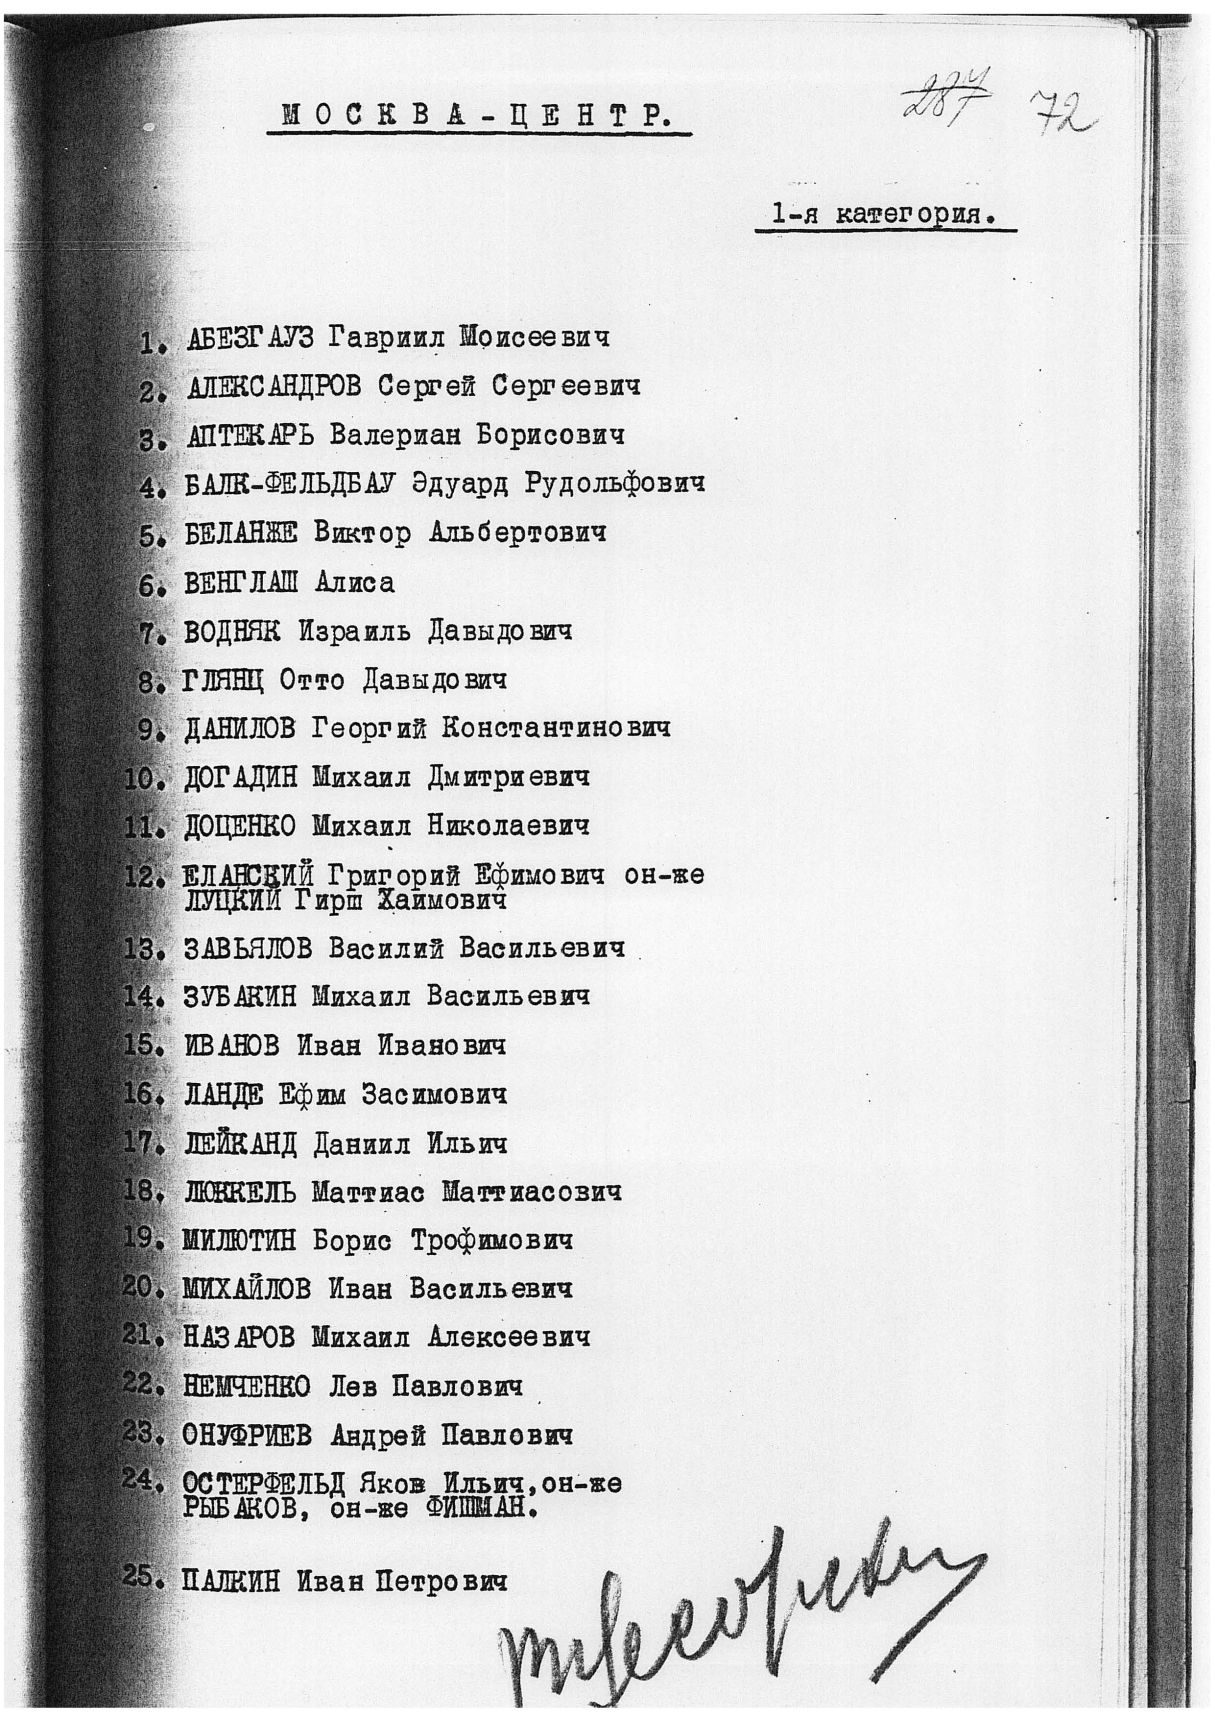 287 72
МОСКВА-ЦЕНТР.
1-я категория.
1. АБЕЗГАУЗ Гавриил Моисеевич
2. АЛЕКСАНДРОВ Сергей Сергеевич
3. АПТЕКАРЬ Валериан Борисович
4. БАЛК-ФЕЛЬДБАУ Эдуард Рудольфович
5. БЕЛАНЖЕ Виктор Альбертович
6. ВЕНГЛАШ Алиса
7. ВОДНЯК Израиль Давыдович
8. ГЛЯНЦ Отто Давыдович
9. ДАНИЛОВ Георгий Константинович
10. ДОГАДИН Михаил Дмитриевич
11. ДОЦЕНКО Михаил Николаевич
12. ЕЛАНСКИЙ Григорий Ефимович он-же
ЛУЦКИЙ Гирш Хаимович
13. ЗАВЬЯЛОВ Василий Васильевич
14. ЗУБАКИН Михаил Васильевич
15. ИВАНОВ Иван Иванович
16. ЛАНДЕ Ефим Засимович
17. ЛЕЙКАНД Даниил Ильич
18. ЛЮККЕЛЬ Маттиас Маттиасович
19. МИЛЮТИН Борис Трофимович
20. МИХАЙЛОВ Иван Васильевич
21. НАЗАРОВ Михаил Алексеевич
22. НЕМЧЕНКО Лев Павлович
23. ОНУФРИЕВ Андрей Павлович
24. ОСТЕРФЕЛЬД Яков Ильич, он-же
РЫБАКОВ, он-же ФИШМАН.
25. ПАЛКИН Иван Петрович